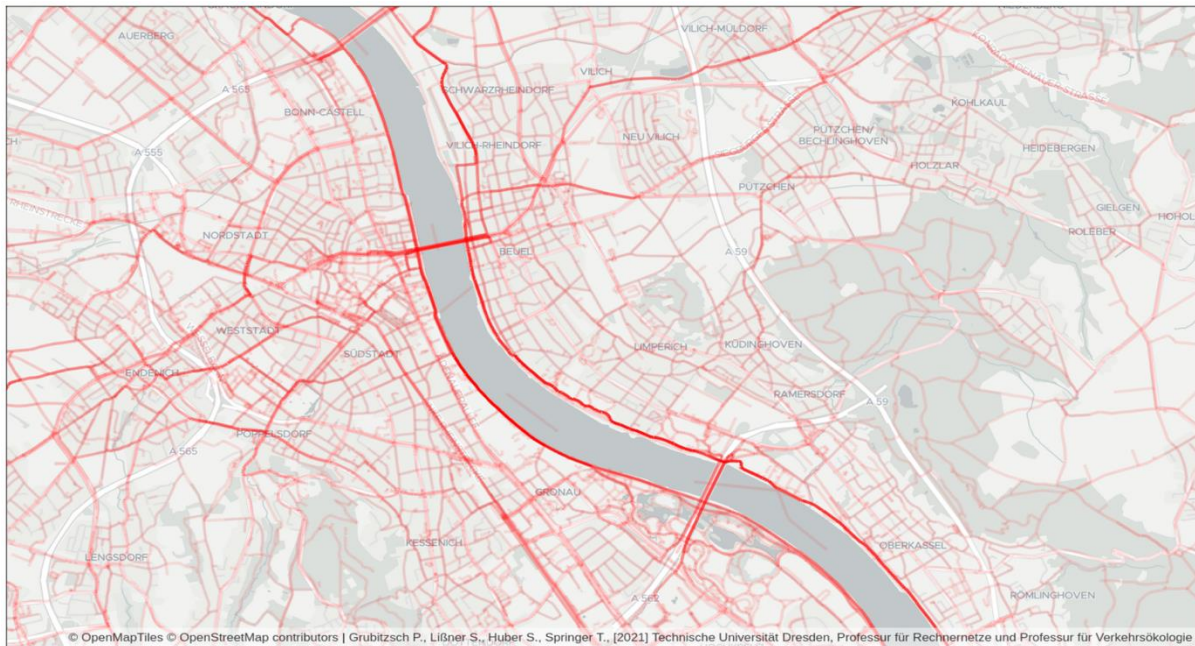 AUERBERG
VILICH-MÜLDORF
VILICH
A 565
SCHWARZRHEINDORF
KOHLKAUL
BONN-CASTELL
NEU VILICH
PÜTZCHEN/
BECHLINGHOVEN
VILICH-RHEINDORF
HEIDEBERGEN
A 555
HOLZLAR
PÜTZCHEN
GIELGEN
HOHOL
NORDSTADT
ROLEBER
BEUEL
A 59
WESTSTADT
LIMPERICH
KÜDINGHOVEN
SÜDSTADT
ENDENICH
RAMERSDORF
A 59
POPPELSDORF
A 565
GRONAU
KESSENICH
OBERKASSEL
LENGSDORF
RÖMLINGHOVEN
A 562
© OpenMapTiles © OpenStreetMap contributors | Grubitzsch P., Lißner S., Huber S., Springer T., [2021] Technische Universität Dresden, Professur für Rechnernetze und Professur für Verkehrsökologie